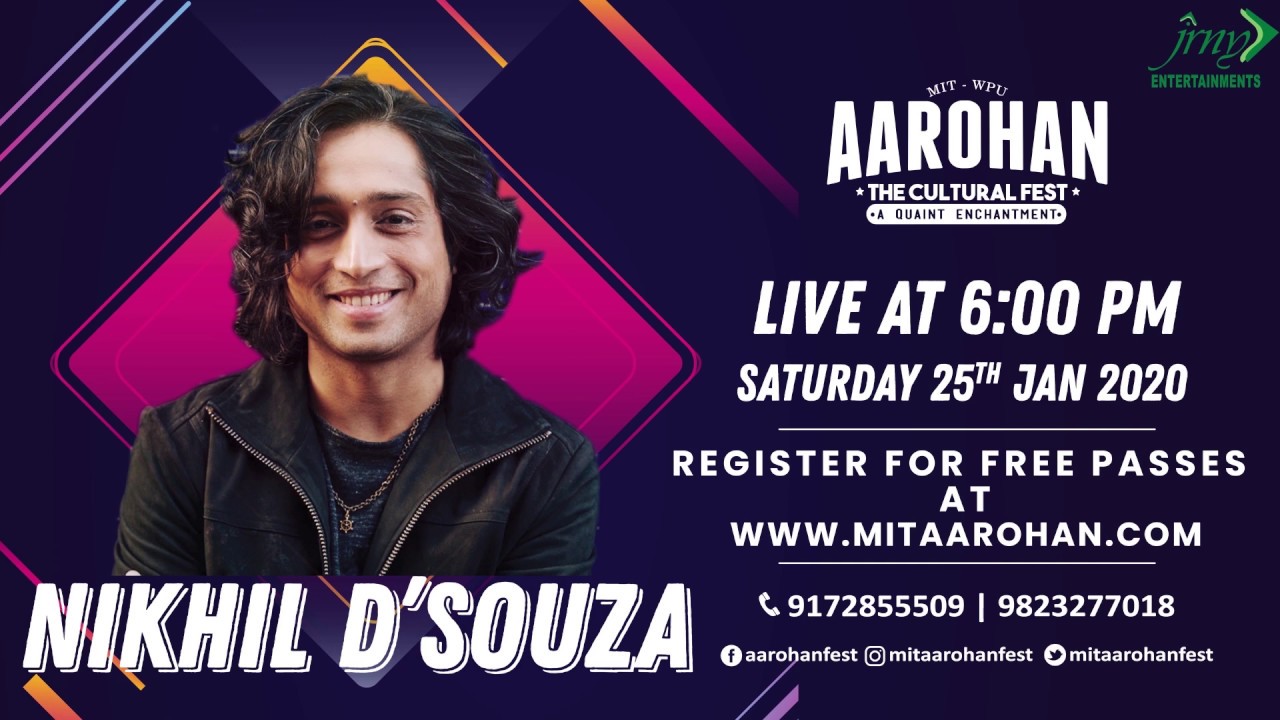 jrny
ENTERTAINMENTS
MIT - WPU
AAROHAN
THE CULTURAL FEST
A QUAINT ENCHANTMENT
LIVE AT 6:00 PM
SATURDAY 25TH JAN 2020
REGISTER FOR FREE PASSES
AT
WWW.MITAAROHAN.COM
9172855509 | 9823277018
aarohanfest mitaarohanfest mitaarohanfest
NIKHIL D'SOUZA